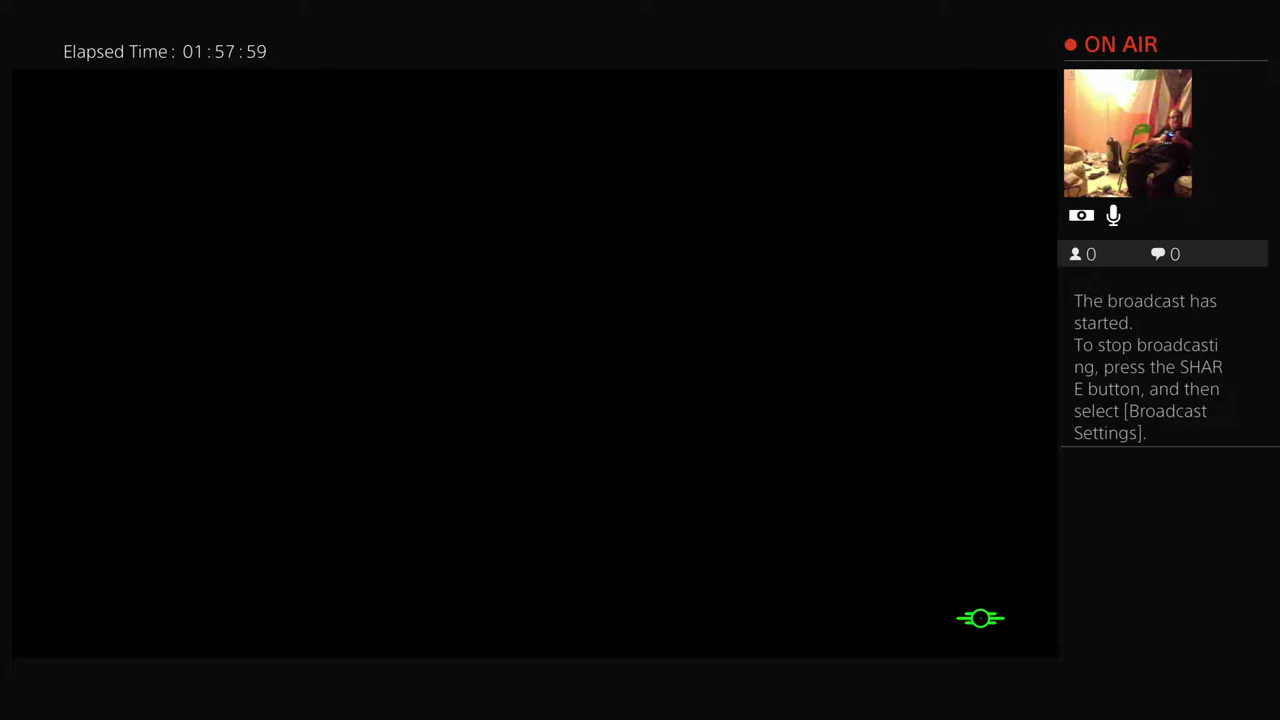 Elapsed Time: 01:57:59
ON AIR
0
0
The broadcast has
started.
To stop broadcasti
ng, press the SHAR
E button, and then
select [Broadcast
Settings].